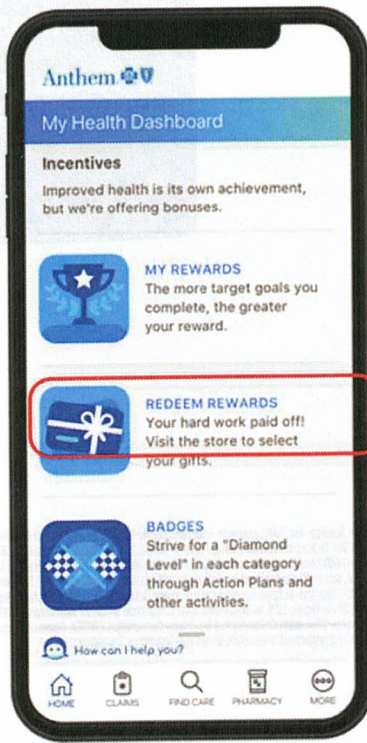 Anthem
My Health Dashboard
Incentives
Improved health is its own achievement,
but we're offering bonuses.
MY REWARDS
The more target goals you
complete, the greater
your reward.
REDEEM REWARDS
Your hard work paid off!
Visit the store to select
your gifts.
BADGES
Strive for a "Diamond
Level" in each category
through Action Plans and
other activities.
How can I help you?
HOME
CLAIMS
FIND CARE
PHARMACY
MORE